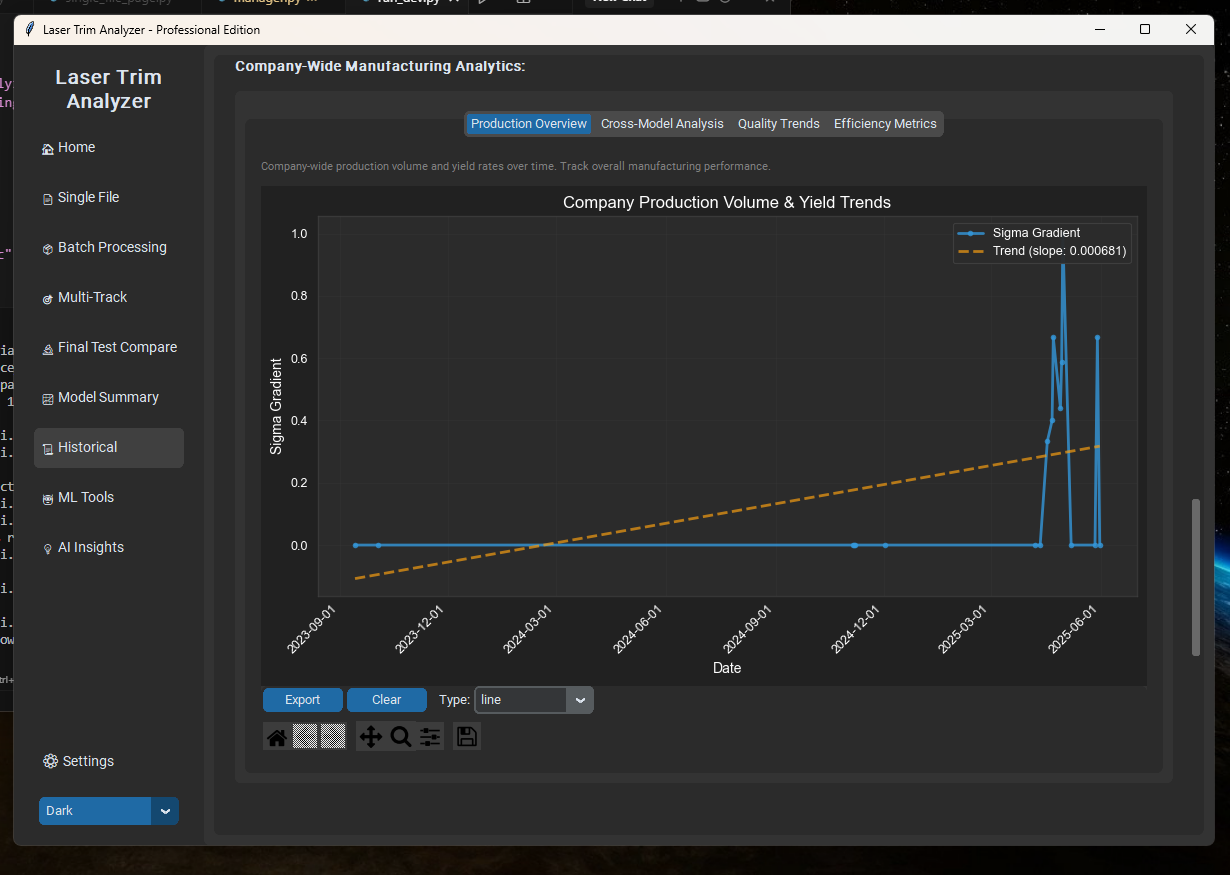 single_file_page.py
Laser Trim Analyzer - Professional Edition
Laser Trim
Analyzer
Home
Single File
Batch Processing
Multi-Track
Final Test Compare
Model Summary
Historical
ML Tools
AI Insights
Settings
Dark
Company-Wide Manufacturing Analytics:
Production Overview
Cross-Model Analysis
Quality Trends
Efficiency Metrics
Company-wide production volume and yield rates over time. Track overall manufacturing performance.
Company Production Volume & Yield Trends
Sigma Gradient
Trend (slope: 0.000681)
1.0
0.8
0.6
0.4
0.2
0.0
Sigma Gradient
2023-09-01
2023-12-01
2024-03-01
2024-06-01
2024-09-01
2024-12-01
2025-03-01
2025-06-01
Date
Export
Clear
Type:
line